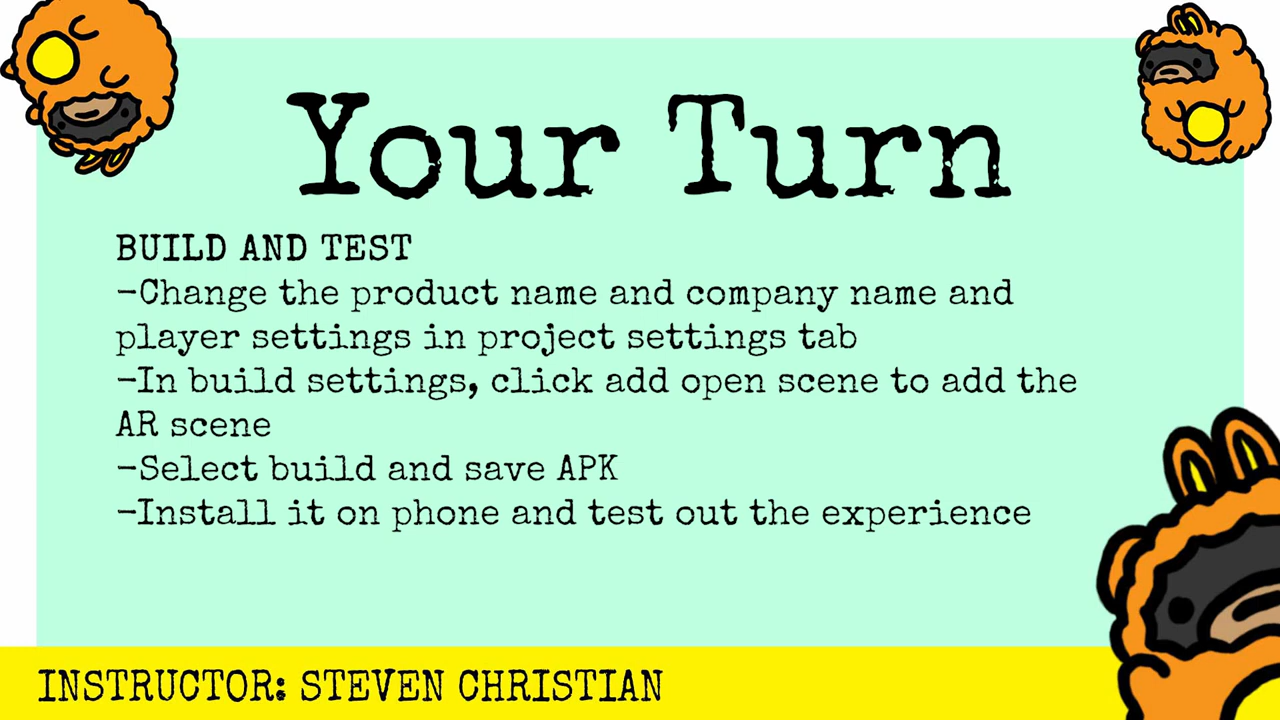 Your Turn
BUILD AND TEST
-Change the product name and company name and
player settings in project settings tab
-In build settings, click add open scene to add the
AR scene
-Select build and save APK
-Install it on phone and test out the experience
INSTRUCTOR: STEVEN CHRISTIAN